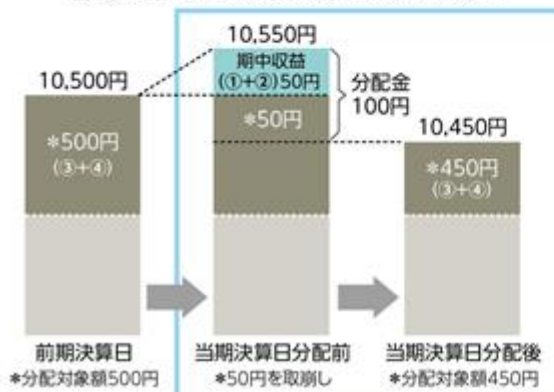 10,550円
期中収益
(①+②)50円
分配金
100円
10,500円
*50円
10,450円
*500円
(③+④)
*450円
(③+④)
前期決算日
*分配対象額500円
当期決算日分配前
*50円を取崩し
当期決算日分配後
*分配対象額450円